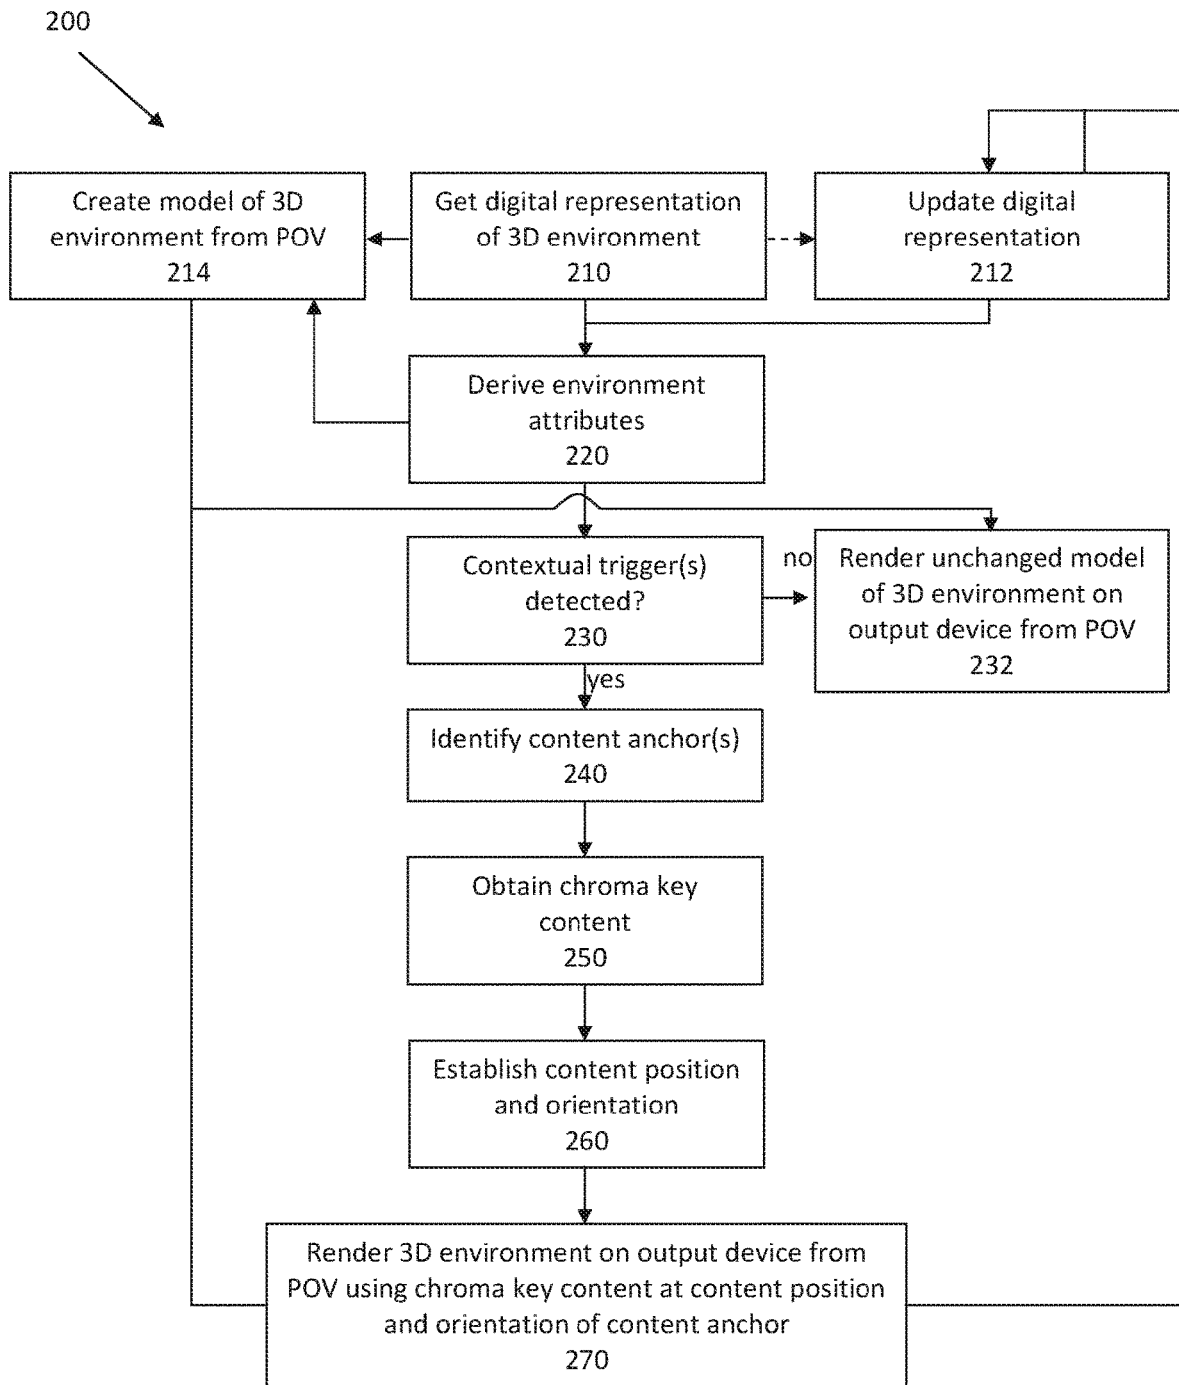 200
Create model of 3D
environment from POV
214
Get digital representation
of 3D environment
210
Update digital
representation
212
Derive environment
attributes
220
Contextual trigger(s)
detected?
230
no
Render unchanged model
of 3D environment on
output device from POV
232
yes
Identify content anchor(s)
240
Obtain chroma key
content
250
Establish content position
and orientation
260
Render 3D environment on output device from
POV using chroma key content at content position
and orientation of content anchor
270